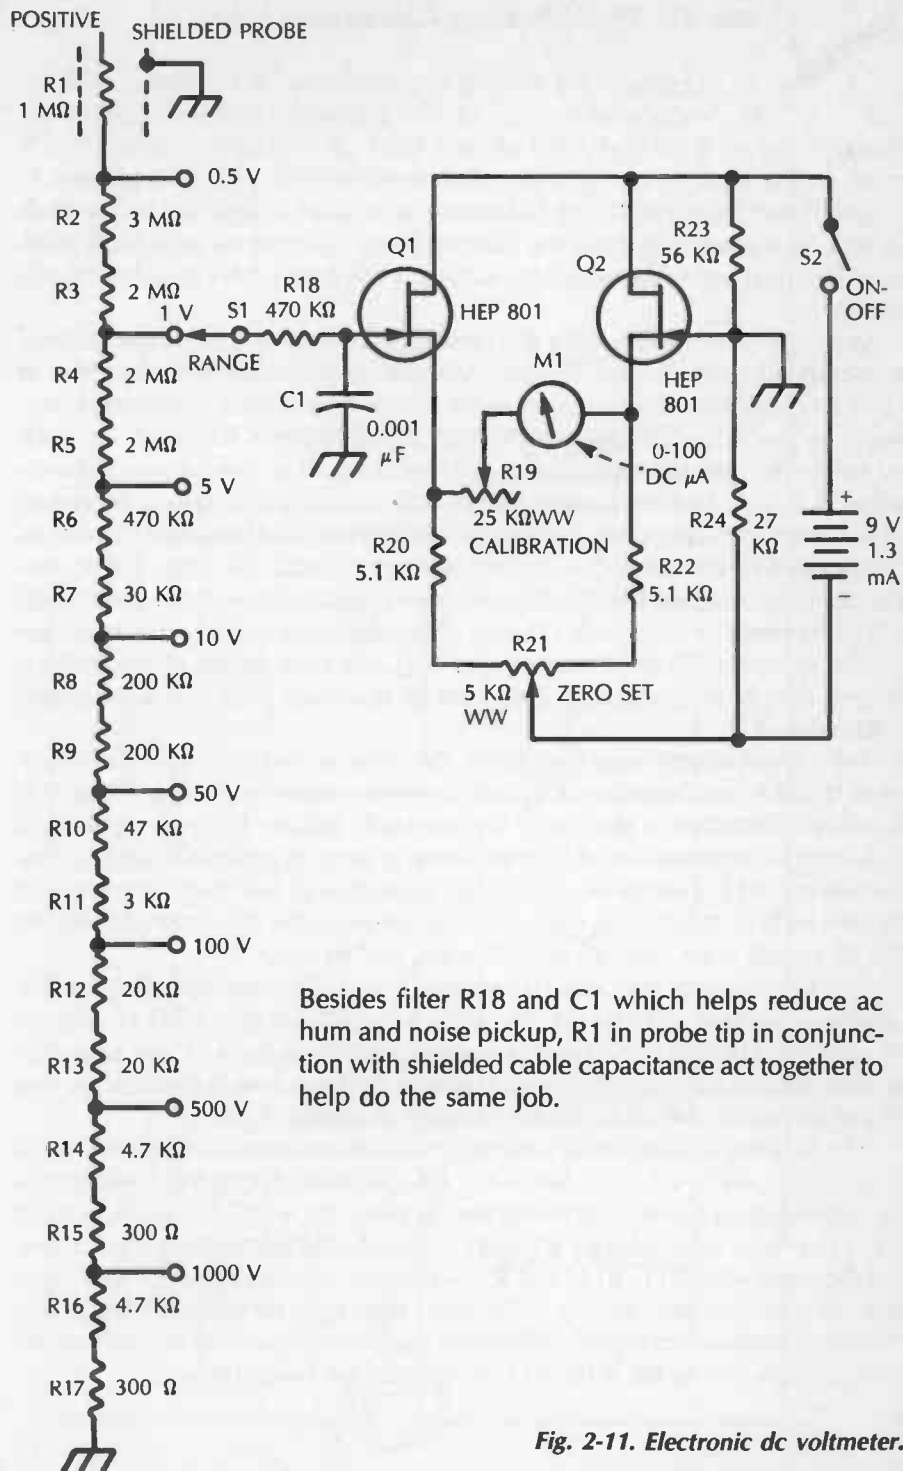 POSITIVE
SHIELDED PROBE
R1
1 MΩ
0.5 V
R2
3 MΩ
R3
2 MΩ
1 V
S1
RANGE
R18
470 KΩ
Q1
HEP 801
C1
0.001
μF
Q2
HEP
801
R23
56 KΩ
S2
ON-
OFF
M1
0-100
DC μA
R4
2 MΩ
R5
2 MΩ
5 V
R19
25 KΩWW
CALIBRATION
R24
27
KΩ
+
9 V
1.3
mA
−
R20
5.1 KΩ
R22
5.1 KΩ
R21
5 KΩ
WW
ZERO SET
R6
470 KΩ
R7
30 KΩ
10 V
R8
200 KΩ
R9
200 KΩ
50 V
R10
47 KΩ
R11
3 KΩ
100 V
R12
20 KΩ
R13
20 KΩ
500 V
R14
4.7 KΩ
R15
300 Ω
1000 V
R16
4.7 KΩ
R17
300 Ω
Besides filter R18 and C1 which helps reduce ac
hum and noise pickup, R1 in probe tip in conjunc-
tion with shielded cable capacitance act together to
help do the same job.
Fig. 2-11. Electronic dc voltmeter.